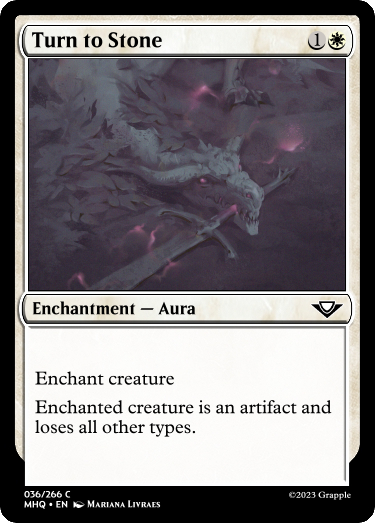 Turn to Stone 1
Enchantment — Aura
Enchant creature
Enchanted creature is an artifact and
loses all other types.
036/266 C
MHQ • EN Mariana Livraes
©2023 Grapple